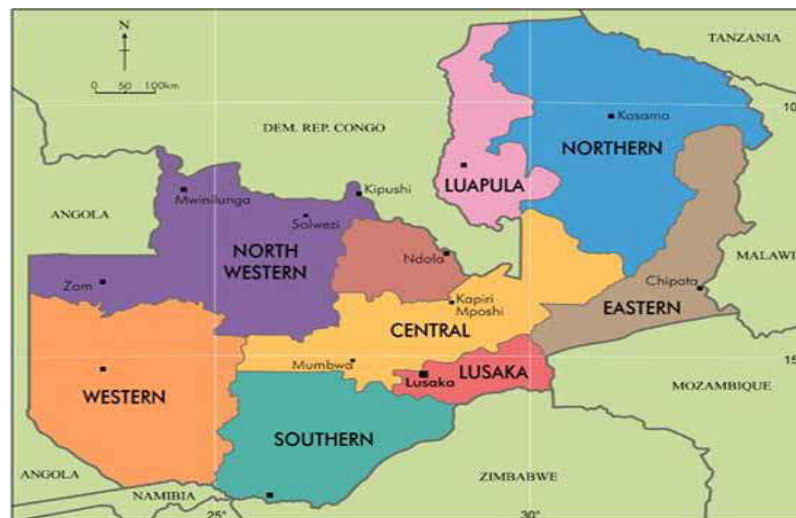 N
TANZANIA
0 50 100km
10
Kasama
DEM. REP. CONGO
NORTHERN
LUAPULA
Kipushi
Mwinilunga
ANGOLA
Solwezi
NORTH
WESTERN
Ndola
MALAWI
Zam
Chipata
Kapiri
Mposhi
EASTERN
CENTRAL
15
Mumbwa
LUSAKA
Lusaka
MOZAMBIQUE
WESTERN
SOUTHERN
ANGOLA
ZIMBABWE
NAMIBIA
25°
30°